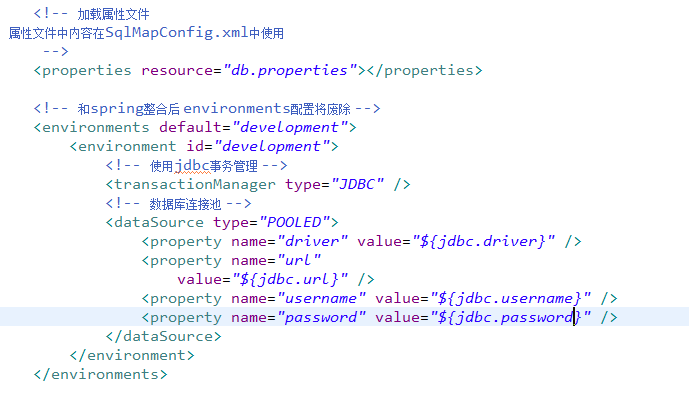 <!-- 加载属性文件
属性文件中内容在SqlMapConfig.xml中使用
-->
<properties resource="db.properties"></properties>
<!-- 和spring整合后 environments配置将废除 -->
<environments default="development">
<environment id="development">
<!-- 使用jdbc事务管理 -->
<transactionManager type="JDBC" />
<!-- 数据库连接池 -->
<dataSource type="POOLED">
<property name="driver" value="${jdbc.driver}" />
<property name="url"
value="${jdbc.url}" />
<property name="username" value="${jdbc.username}" />
<property name="password" value="${jdbc.password}" />
</dataSource>
</environment>
</environments>